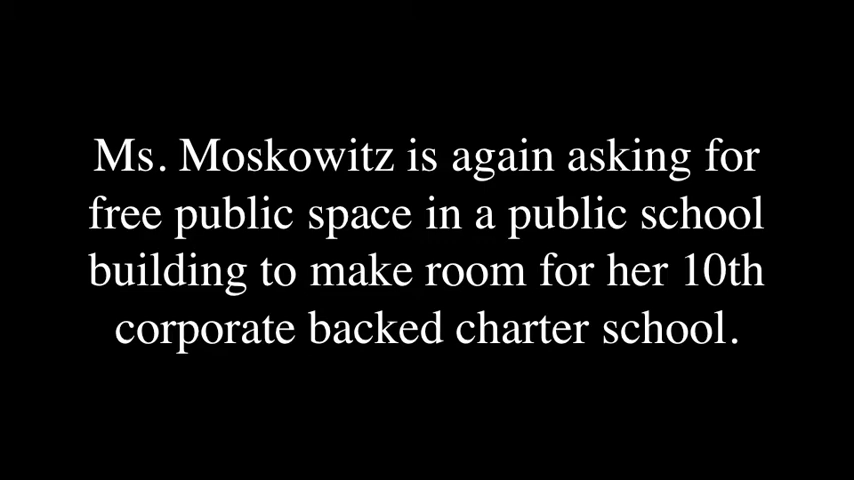 Ms. Moskowitz is again asking for
free public space in a public school
building to make room for her 10th
corporate backed charter school.